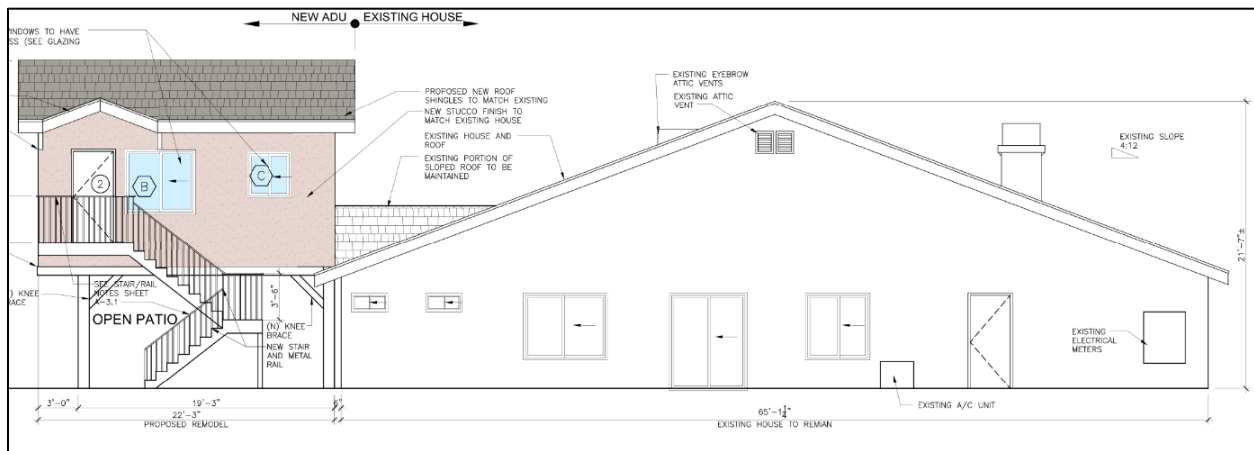 NEW ADU
EXISTING HOUSE
INDOWS TO HAVE
SS (SEE GLAZING
PROPOSED NEW ROOF
SHINGLES TO MATCH EXISTING
NEW STUCCO FINISH TO
MATCH EXISTING HOUSE
EXISTING HOUSE AND
ROOF
EXISTING PORTION OF
SLOPED ROOF TO BE
MAINTAINED
EXISTING EYEBROW
ATTIC VENTS
EXISTING ATTIC
VENT
EXISTING SLOPE
4:12
2
B
C
21'-7"±
SEE STAIR/RAIL
NOTES SHEET
A-3.1
) KNEE
RACE
OPEN PATIO
3'-6"
(N) KNEE
BRACE
NEW STAIR
AND METAL
RAIL
EXISTING
ELECTRICAL
METERS
EXISTING A/C UNIT
3'-0"
19'-3"
6"
22'-3"
PROPOSED REMODEL
65'-1¼"
EXISTING HOUSE TO REMIAN